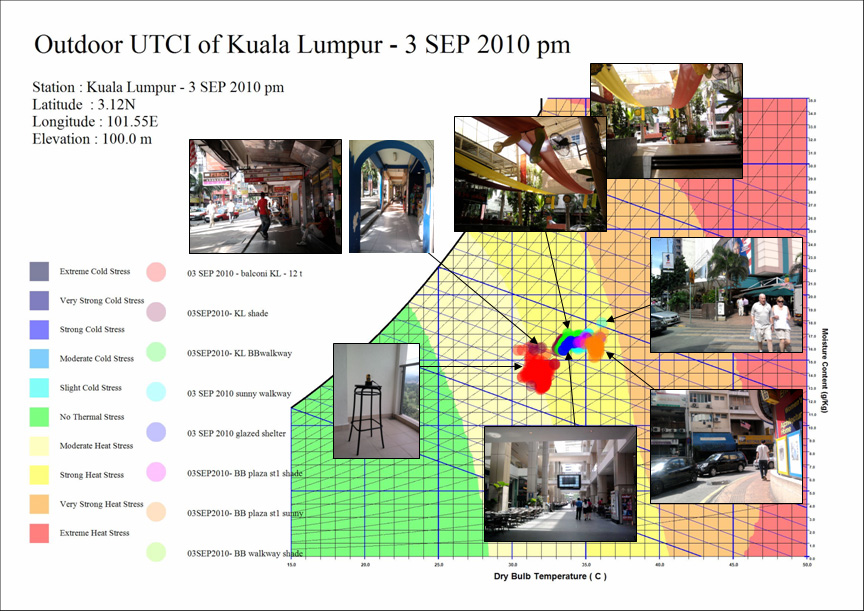 Outdoor UTCI of Kuala Lumpur - 3 SEP 2010 pm
Station : Kuala Lumpur - 3 SEP 2010 pm
Latitude : 3.12N
Longitude : 101.55E
Elevation : 100.0 m
Extreme Cold Stress
Very Strong Cold Stress
Strong Cold Stress
Moderate Cold Stress
Slight Cold Stress
No Thermal Stress
Moderate Heat Stress
Strong Heat Stress
Very Strong Heat Stress
Extreme Heat Stress
03 SEP 2010 - balconi KL - 12 t
03SEP2010- KL shade
03SEP2010- KL BBwalkway
03 SEP 2010 sunny walkway
03 SEP 2010 glazed shelter
03SEP2010- BB plaza st1 shade
03SEP2010- BB plaza st1 sunny
03SEP2010- BB walkway shade
15.0 20.0 25.0 30.0 35.0 40.0 45.0 50.0
Dry Bulb Temperature ( C )
Moisture Content (g/Kg)